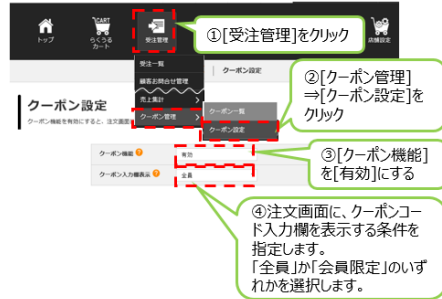 トップ
らくうる
カート
受注管理
店舗設定
①[受注管理]をクリック
受注一覧
顧客お問合せ管理
売上集計
クーポン管理
クーポン一覧
クーポン設定
クーポン設定
②[クーポン管理]
⇒[クーポン設定]を
クリック
クーポン設定
クーポン機能を有効にすると、注文画
クーポン機能
有効
クーポン入力欄表示
全員
③[クーポン機能]
を[有効]にする
④注文画面に、クーポンコー
ド入力欄を表示する条件を
指定します。
「全員」か「会員限定」のいず
れかを選択します。